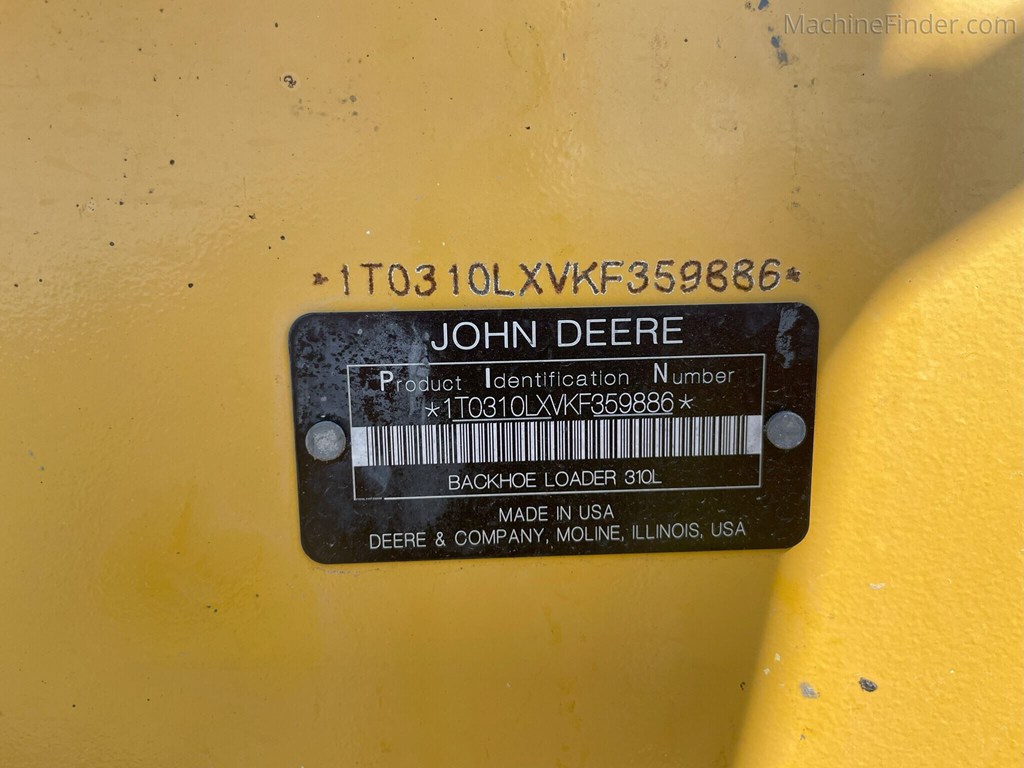 MachineFinder.com
*1T0310LXVKF359886*
JOHN DEERE
Product Identification Number
*1T0310LXVKF359886*
BACKHOE LOADER 310L
MADE IN USA
DEERE & COMPANY, MOLINE, ILLINOIS, USA